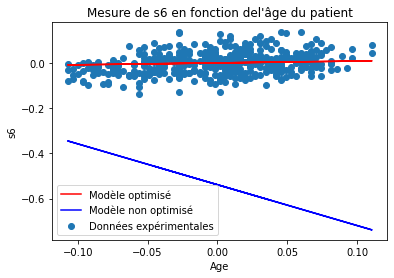 Mesure de s6 en fonction del'âge du patient
0.0
−0.2
−0.4
−0.6
s6
Modèle optimisé
Modèle non optimisé
Données expérimentales
−0.10
−0.05
0.00
0.05
0.10
Age